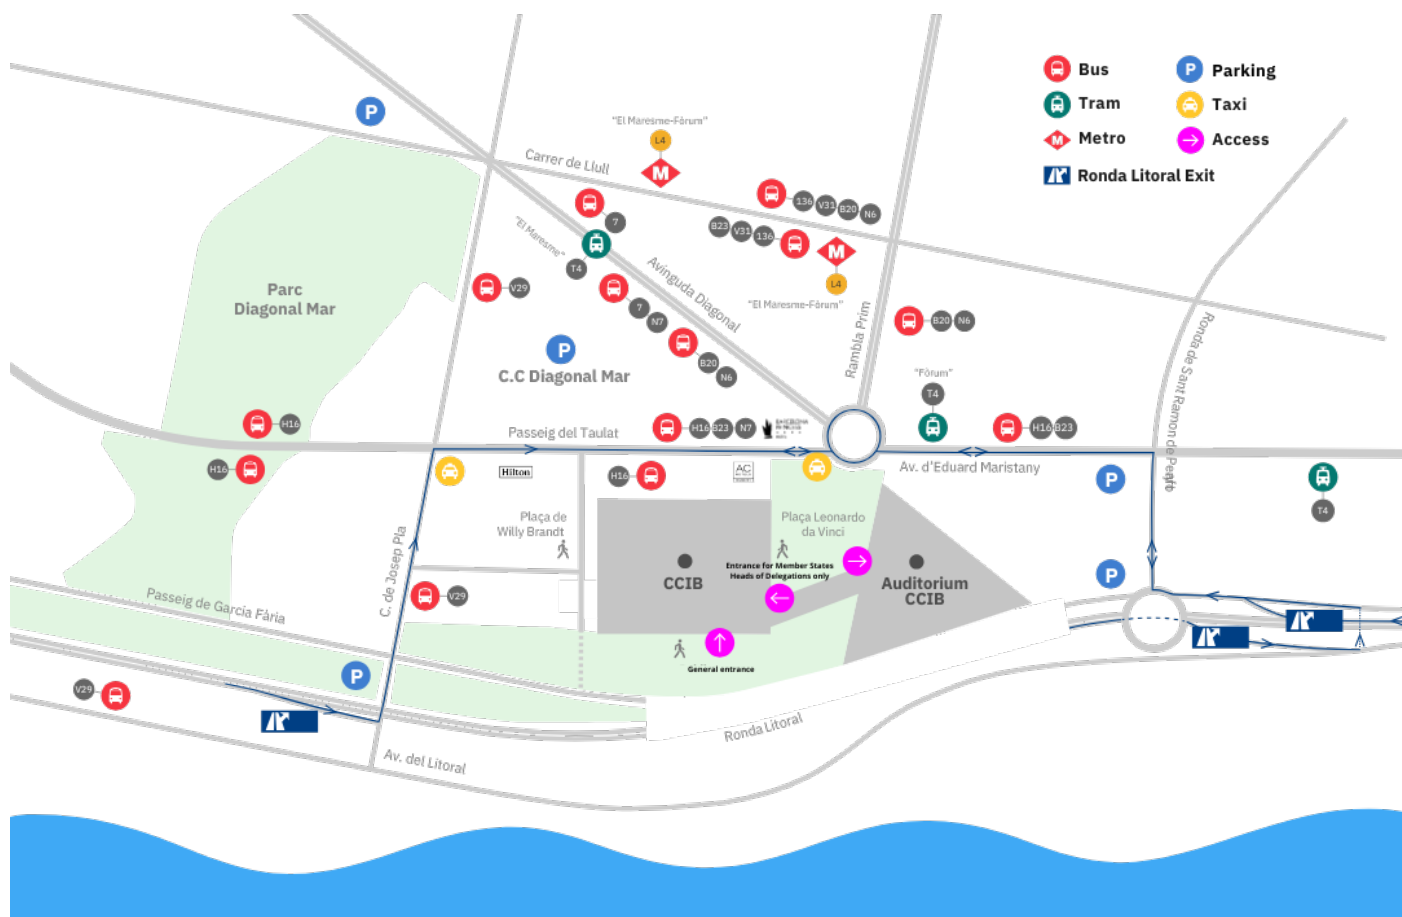 Bus
Parking
Tram
Taxi
Metro
Access
Ronda Litoral Exit
P
"El Maresme-Fòrum"
L4
M
Carrer de Llull
136
V31
B20
N6
7
B23
V31
136
M
"El Maresme"
T4
L4
"El Maresme-Fòrum"
Avinguda Diagonal
Parc
Diagonal Mar
V29
7
N7
Rambla Prim
B20
N6
Ronda de Sant Ramon de Penyafort
P
C.C Diagonal Mar
B20
N6
"Fòrum"
T4
H16
Passeig del Taulat
H16
B23
N7
BARCELONA
PRINCESS
H16
B23
H16
Hilton
H16
AC
Av. d'Eduard Maristany
P
T4
Plaça de
Willy Brandt
Plaça Leonardo
da Vinci
C. de Josep Pla
Entrance for Member States
Heads of Delegations only
CCIB
Auditorium
CCIB
P
V29
Passeig de Garcia Fària
General entrance
P
V29
Ronda Litoral
Av. del Litoral